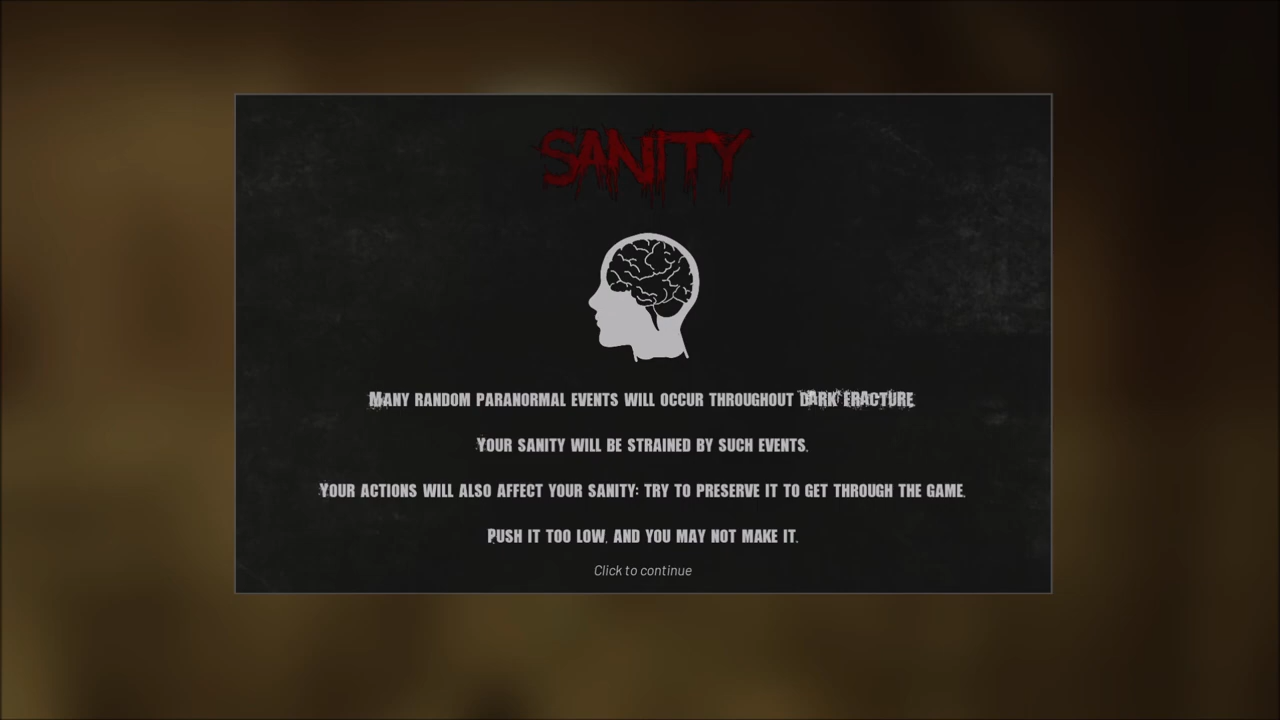 SANITY
MANY RANDOM PARANORMAL EVENTS WILL OCCUR THROUGHOUT DARK FRACTURE.
YOUR SANITY WILL BE STRAINED BY SUCH EVENTS.
YOUR ACTIONS WILL ALSO AFFECT YOUR SANITY: TRY TO PRESERVE IT TO GET THROUGH THE GAME.
PUSH IT TOO LOW, AND YOU MAY NOT MAKE IT.
Click to continue